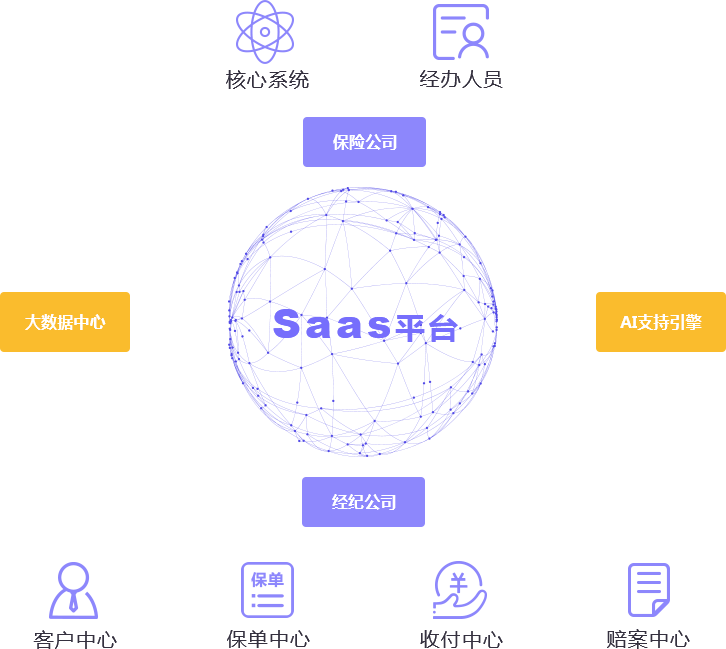 核心系统
经办人员
保险公司
大数据中心
Saas平台
AI支持引擎
经纪公司
保单
客户中心
保单中心
收付中心
赔案中心